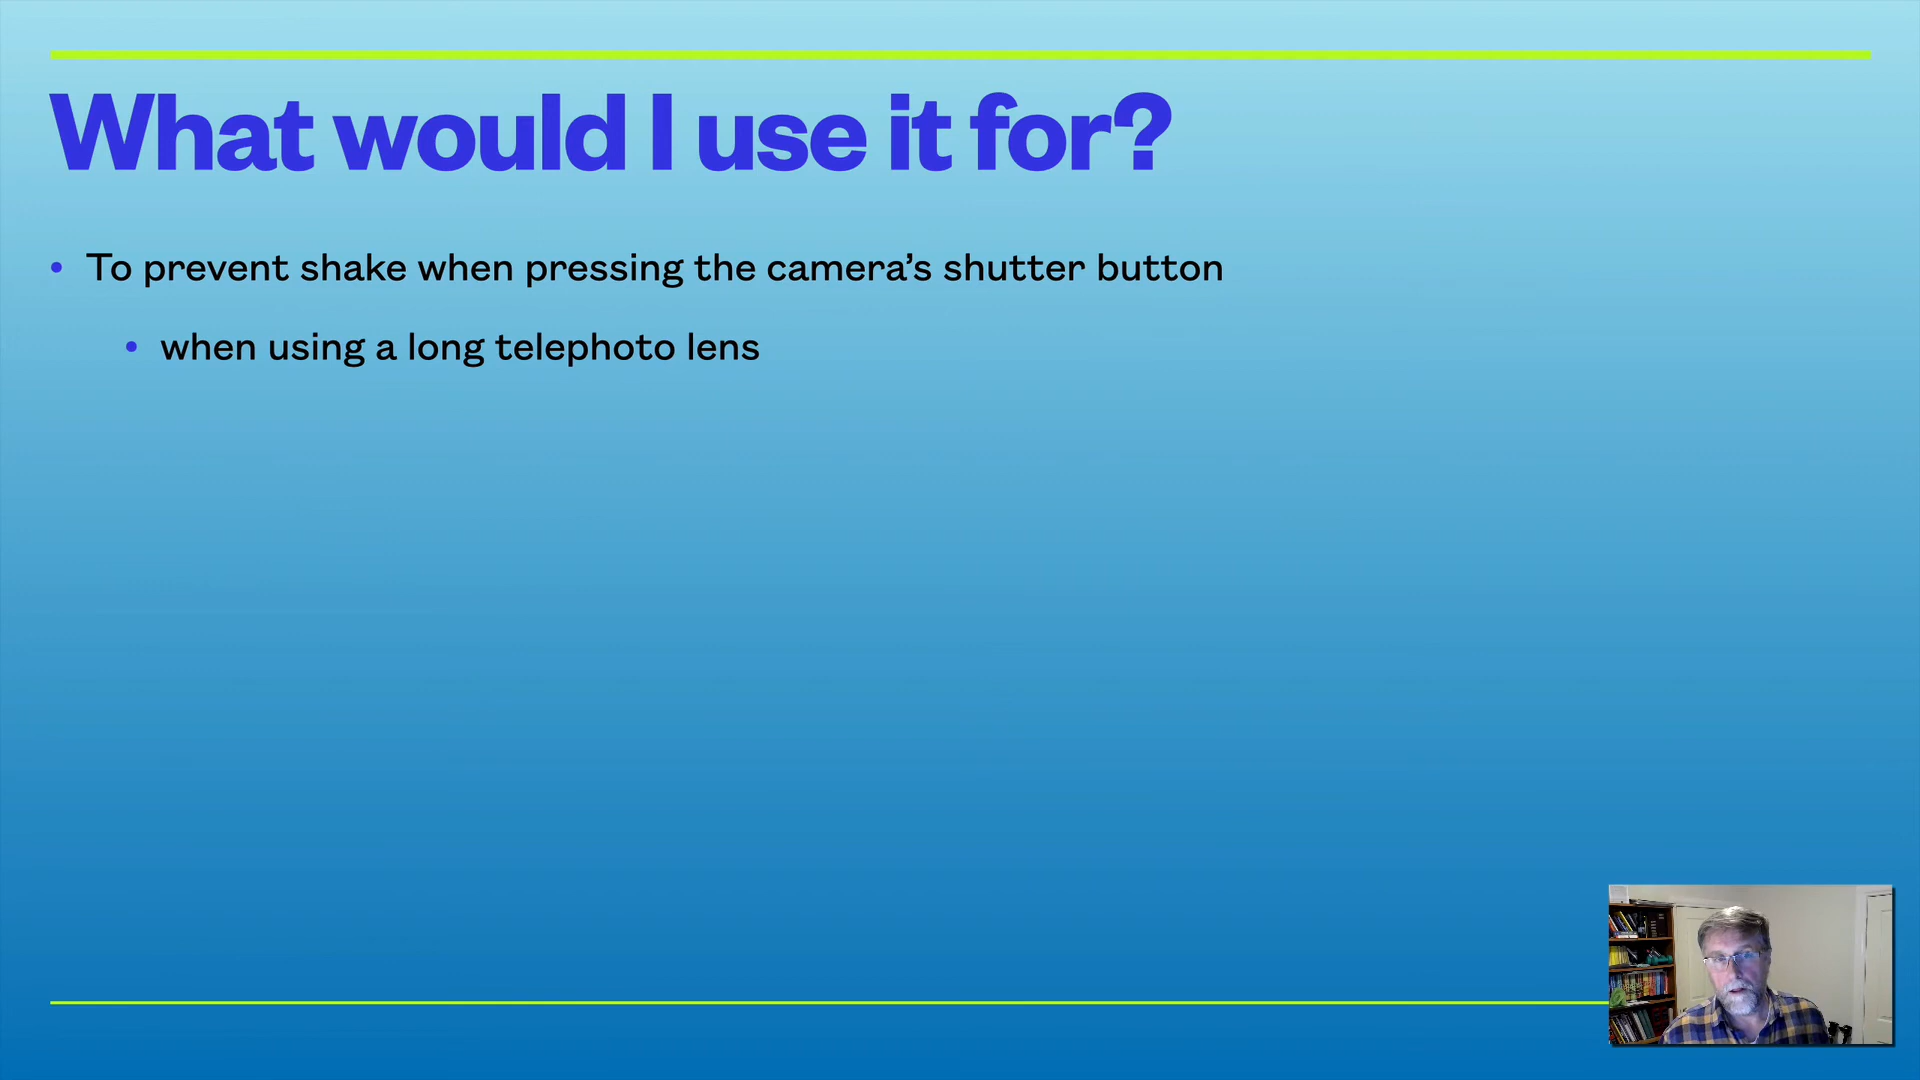 What would I use it for?
• To prevent shake when pressing the camera’s shutter button
• when using a long telephoto lens